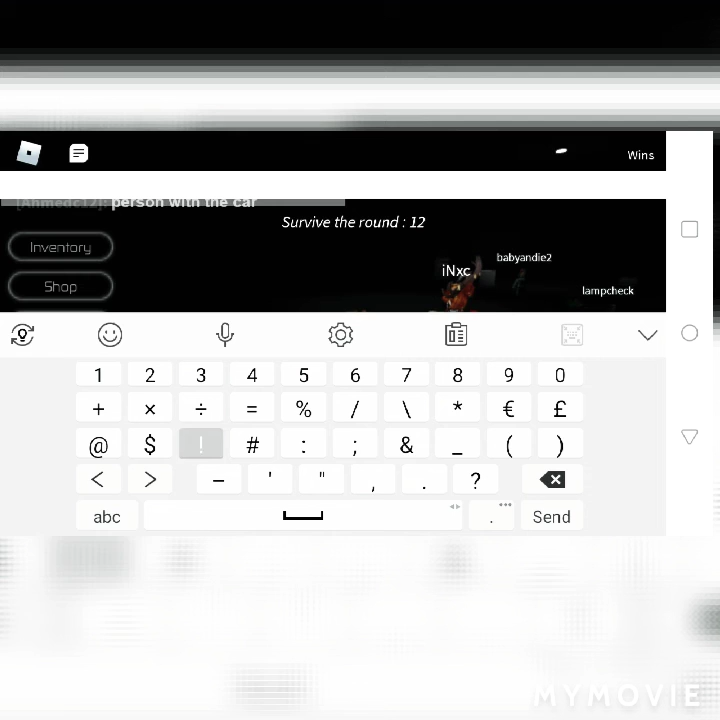 Wins
[Ahmedc12]: person with the car
Survive the round : 12
Inventory
babyandie2
iNxc
Shop
lampcheck
1 2 3 4 5 6 7 8 9 0
+ × ÷ = % / \ * € £
@ $ ! # : ; & _ ( )
< > - ' " , . ?
abc . Send
MYMOVIE